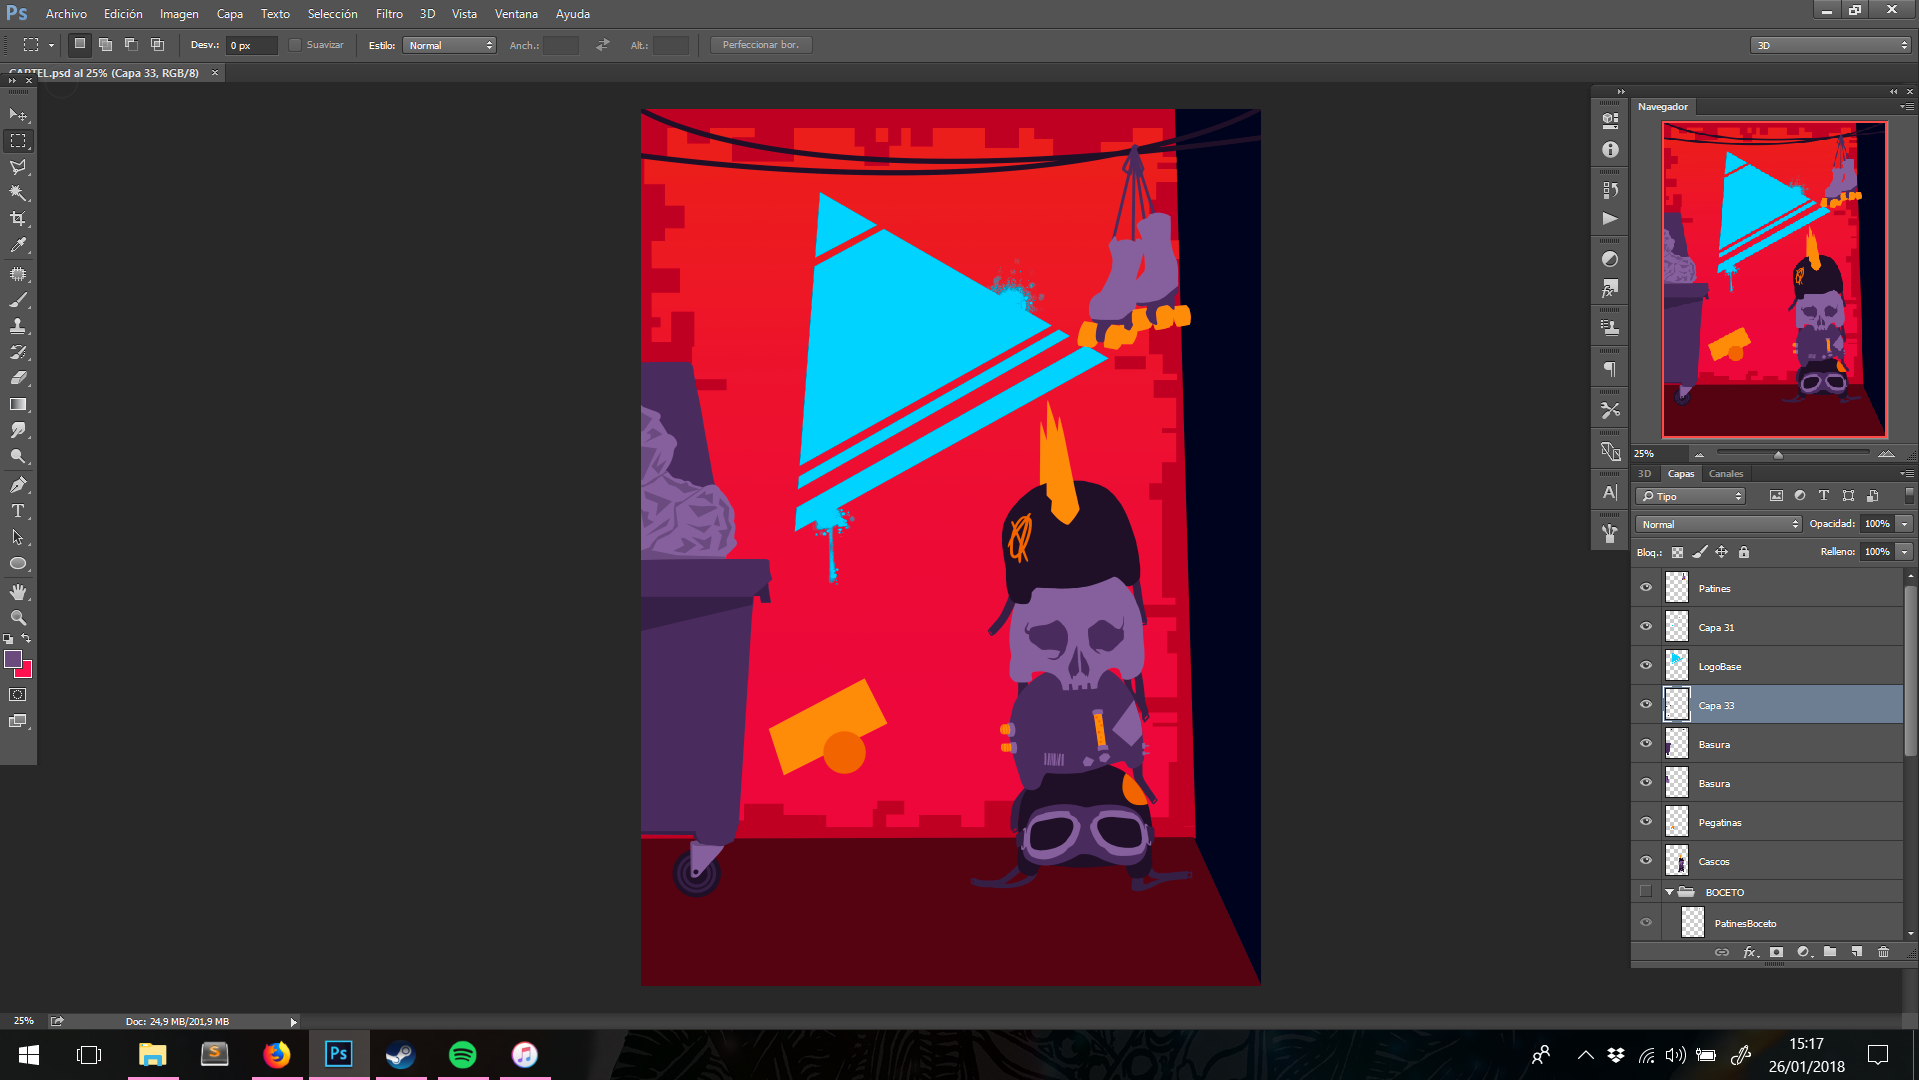 Ps Archivo Edición Imagen Capa Texto Selección Filtro 3D Vista Ventana Ayuda
Desv.: 0 px Suavizar Estilo: Normal Anch.: Alt.: Perfeccionar bor. 3D
CARTEL.psd al 25% (Capa 33, RGB/8) ×
Navegador
25%
3D Capas Canales
Tipo
Normal Opacidad: 100%
Bloq.: Relleno: 100%
Patines
Capa 31
LogoBase
Capa 33
Basura
Basura
Pegatinas
Cascos
BOCETO
PatinesBoceto
25% Doc: 24,9 MB/201,9 MB
Ps
15:17
26/01/2018